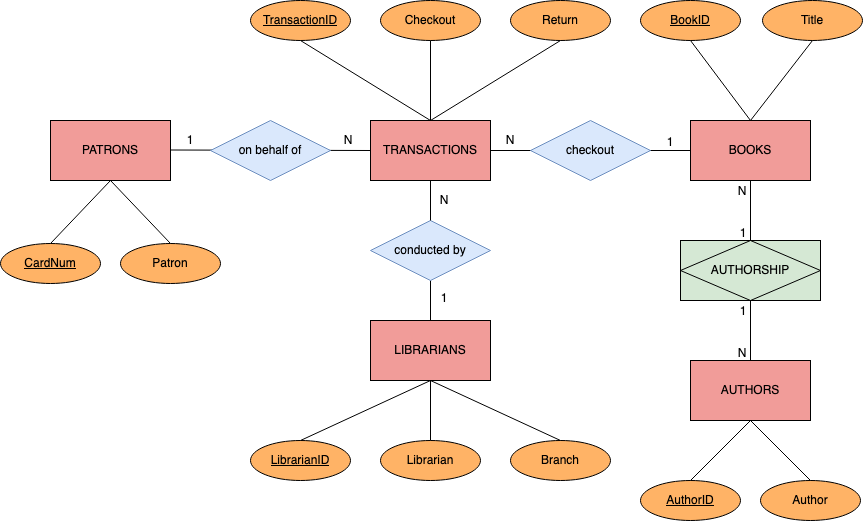 TransactionID
Checkout
Return
BookID
Title
PATRONS
1
on behalf of
N
TRANSACTIONS
N
checkout
1
BOOKS
N
N
conducted by
1
AUTHORSHIP
CardNum
Patron
1
LIBRARIANS
1
N
AUTHORS
LibrarianID
Librarian
Branch
AuthorID
Author